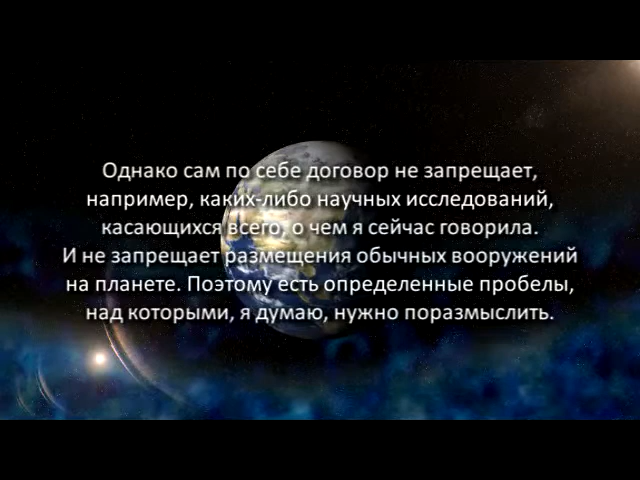 Однако сам по себе договор не запрещает,
например, каких-либо научных исследований,
касающихся всего, о чем я сейчас говорила.
И не запрещает размещения обычных вооружений
на планете. Поэтому есть определенные пробелы,
над которыми, я думаю, нужно поразмыслить.